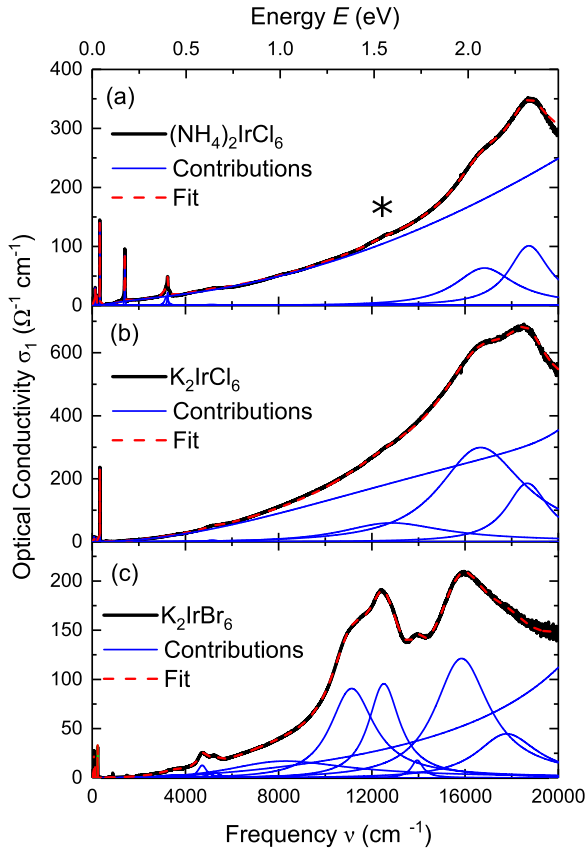 Energy E (eV)
0.0 0.5 1.0 1.5 2.0
400
(a)
300
(NH₄)₂IrCl₆
Contributions
200
Fit
*
100
0
(b)
600
K₂IrCl₆
400
Contributions
Fit
200
0
(c)
200
K₂IrBr₆
150
Contributions
100
Fit
50
0
0 4000 8000 12000 16000 20000
Frequency ν (cm⁻¹)
Optical Conductivity σ₁ (Ω⁻¹ cm⁻¹)